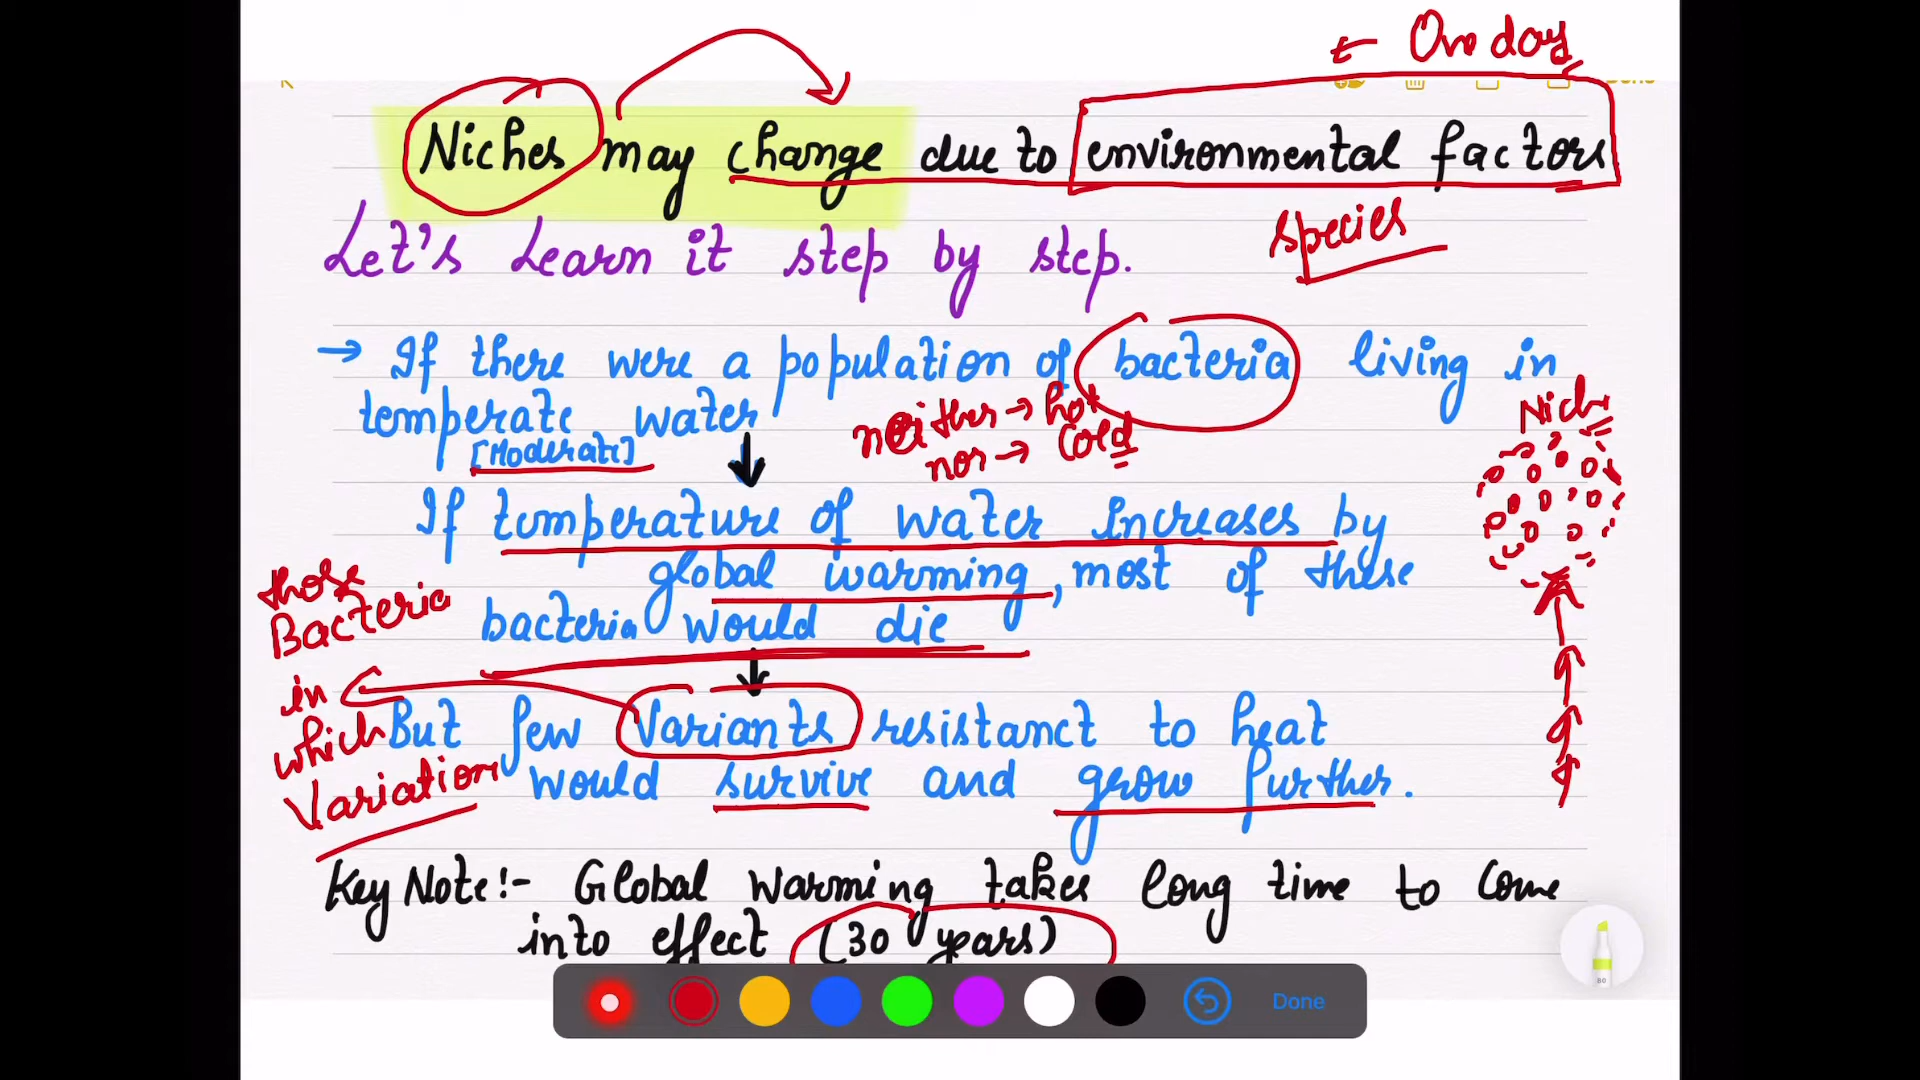 ← One day
Niches may change due to environmental factors
species
Let's Learn it step by step.
→ If there were a population of bacteria living in
temperate water
[Moderate]
neither → hot
nor → cold
Niche
If temperature of water increases by
global warming, most of these
bacteria would die
those
Bacteria
in
which
Variation
But few Variants resistanct to heat
would survive and grow further.
Key Note!- Global warming takes long time to come
into effect (30 years)
80
Done